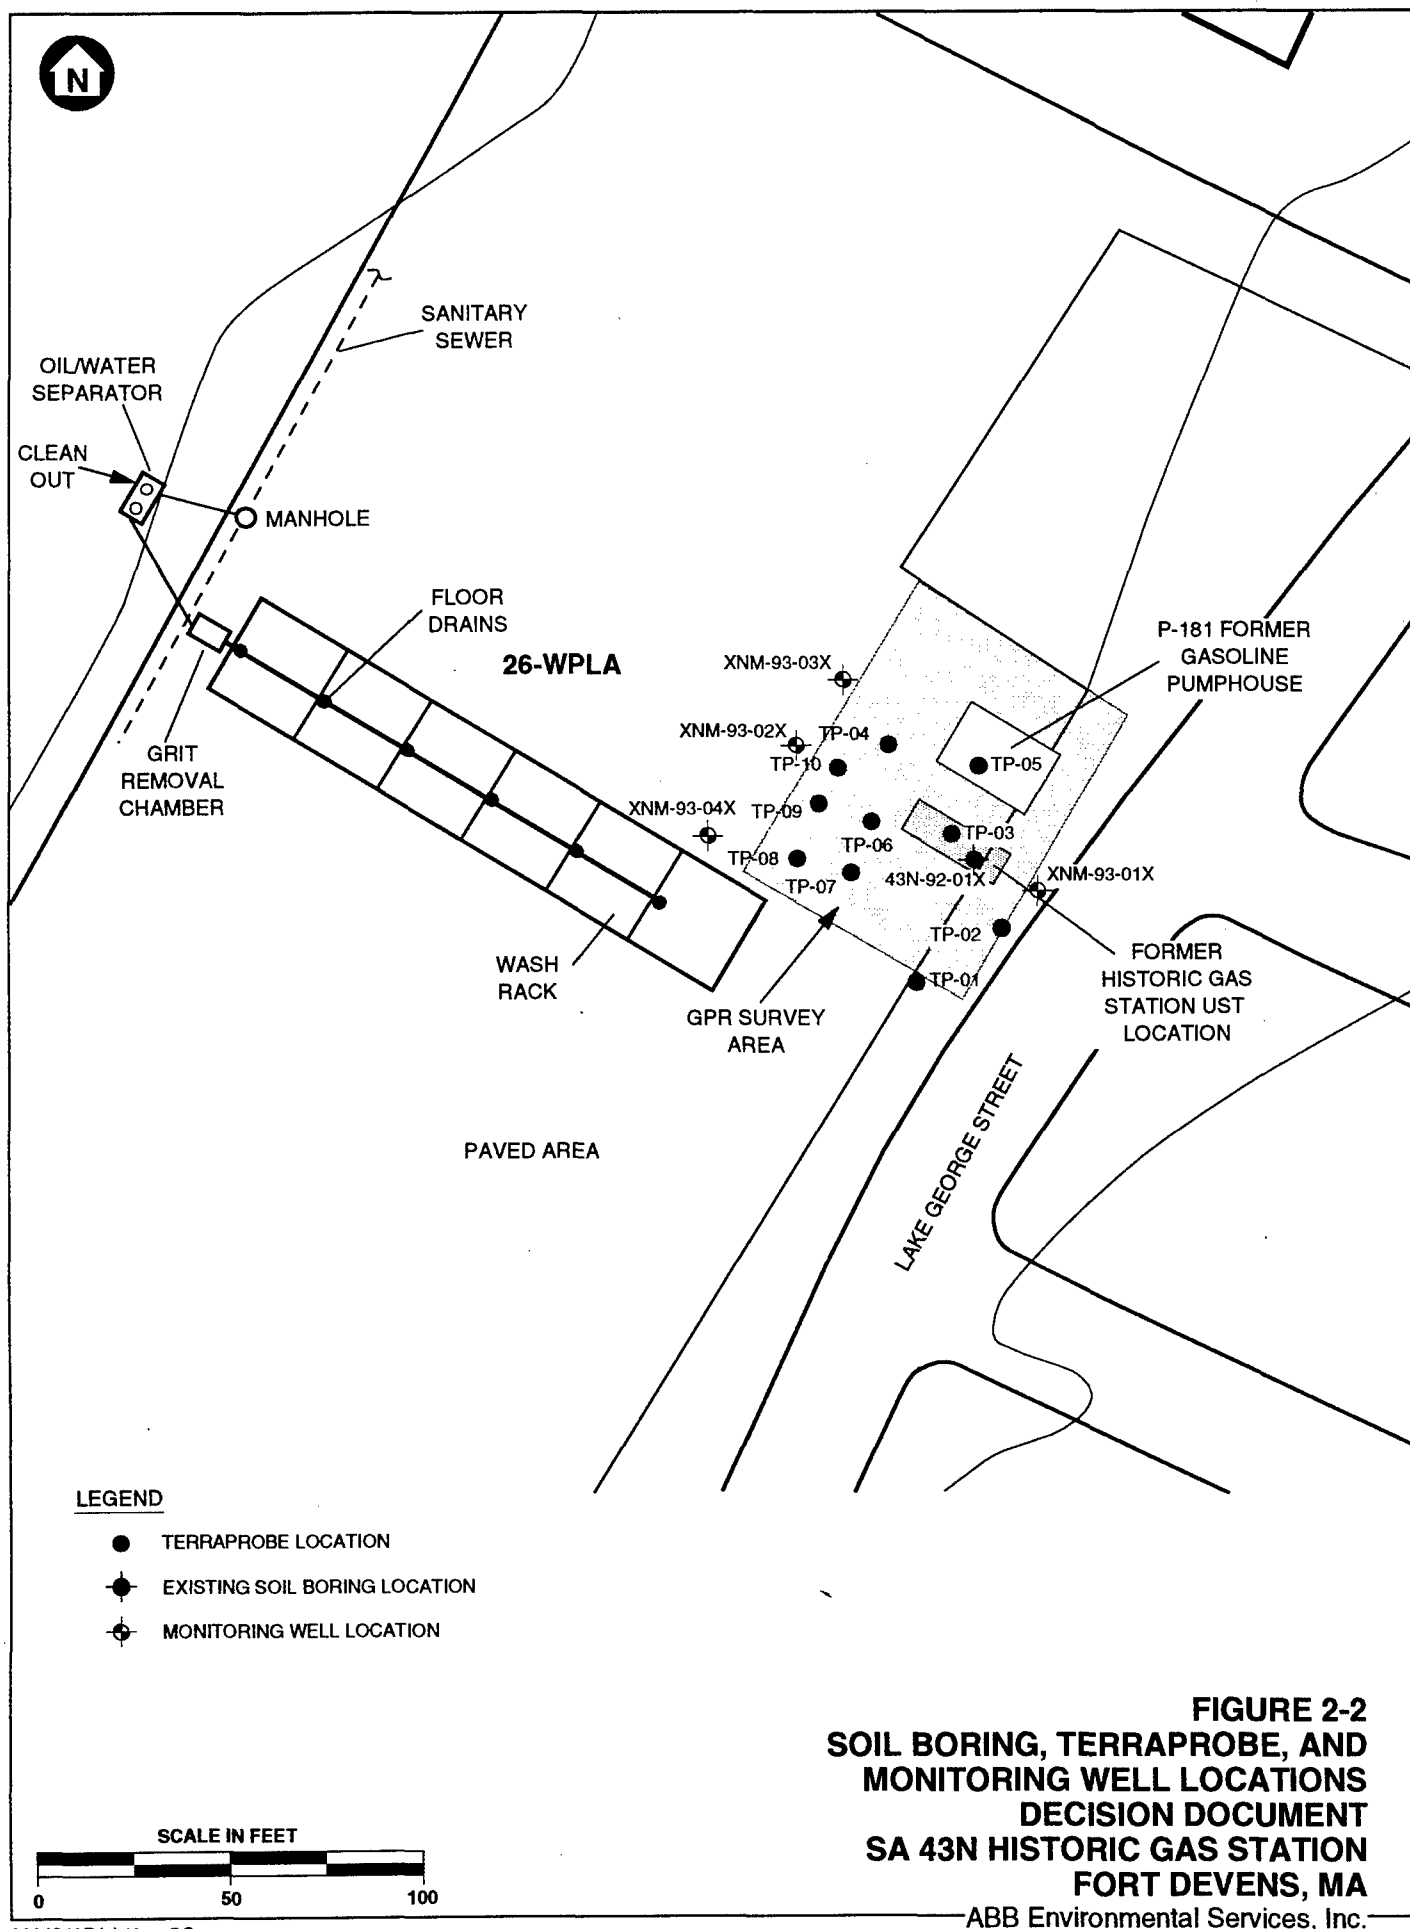 N
SANITARY
SEWER
OIL/WATER
SEPARATOR
CLEAN
OUT
MANHOLE
FLOOR
DRAINS
26-WPLA
P-181 FORMER
GASOLINE
PUMPHOUSE
XNM-93-03X
XNM-93-02X
TP-04
TP-10
TP-05
GRIT
REMOVAL
CHAMBER
XNM-93-04X
TP-09
TP-03
TP-06
TP-08
TP-07
43N-92-01X
XNM-93-01X
TP-02
WASH
RACK
TP-01
FORMER
HISTORIC GAS
STATION UST
LOCATION
GPR SURVEY
AREA
LAKE GEORGE STREET
PAVED AREA
LEGEND
TERRAPROBE LOCATION
EXISTING SOIL BORING LOCATION
MONITORING WELL LOCATION
FIGURE 2-2
SOIL BORING, TERRAPROBE, AND
MONITORING WELL LOCATIONS
DECISION DOCUMENT
SA 43N HISTORIC GAS STATION
FORT DEVENS, MA
ABB Environmental Services, Inc.
SCALE IN FEET
0 50 100